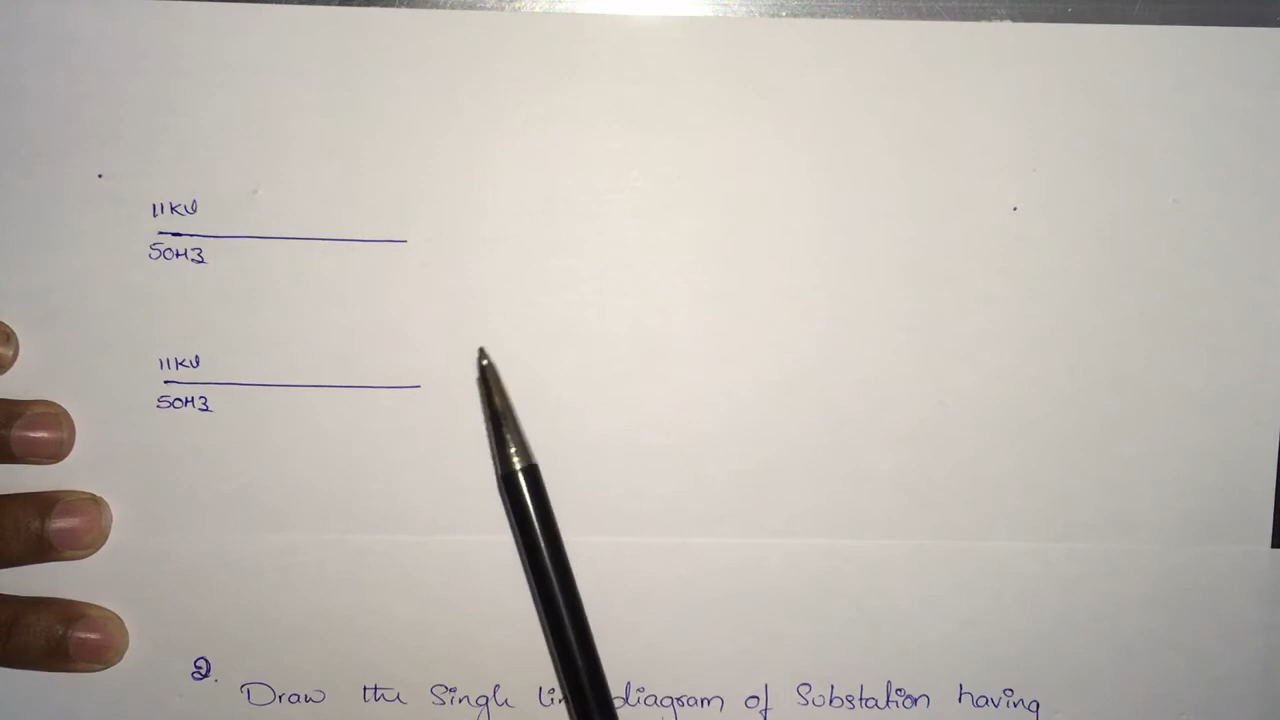 11KV
50HZ
11KV
50HZ
2.
Draw the Single diagram of Substation having